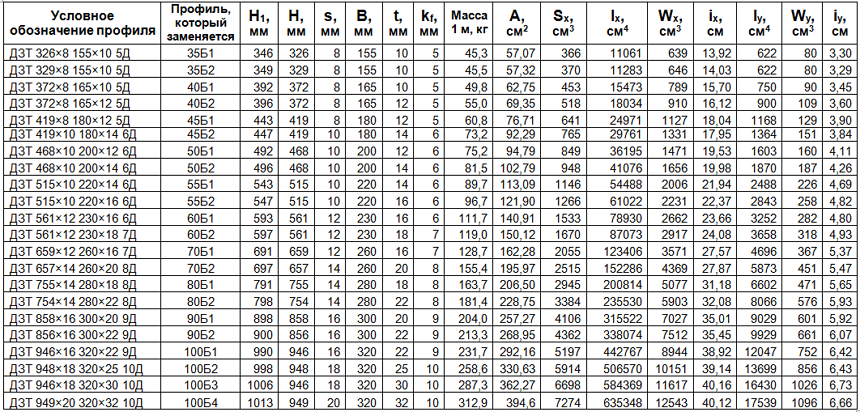 Условное обозначение профиля | Профиль, который заменяется | H1, мм | H, мм | s, мм | B, мм | t, мм | kf, мм | Масса 1 м, кг | A, см2 | Sx, см3 | Ix, см4 | Wx, см3 | ix, см | Iy, см4 | Wy, см3 | iy, см
ДЗТ 326×8 155×10 5Д 35Б1 346 326 8 155 10 5 45,3 57,07 366 11061 639 13,92 622 80 3,30
ДЗТ 329×8 155×10 5Д 35Б2 349 329 8 155 10 5 45,5 57,32 370 11283 646 14,03 622 80 3,29
ДЗТ 372×8 165×10 5Д 40Б1 392 372 8 165 10 5 49,8 62,75 453 15473 789 15,70 750 90 3,45
ДЗТ 372×8 165×12 5Д 40Б2 396 372 8 165 12 5 55,0 69,35 518 18034 910 16,12 900 109 3,60
ДЗТ 419×8 180×12 5Д 45Б1 443 419 8 180 12 5 60,8 76,71 641 24971 1127 18,04 1168 129 3,90
ДЗТ 419×10 180×14 6Д 45Б2 447 419 10 180 14 6 73,2 92,29 765 29761 1331 17,95 1364 151 3,84
ДЗТ 468×10 200×12 6Д 50Б1 492 468 10 200 12 6 75,2 94,79 849 36195 1471 19,53 1603 160 4,11
ДЗТ 468×10 200×14 6Д 50Б2 496 468 10 200 14 6 81,5 102,79 948 41076 1656 19,98 1870 187 4,26
ДЗТ 515×10 220×14 6Д 55Б1 543 515 10 220 14 6 89,7 113,09 1146 54488 2006 21,94 2488 226 4,69
ДЗТ 515×10 220×16 6Д 55Б2 547 515 10 220 16 6 96,7 121,90 1266 61022 2231 22,37 2843 258 4,82
ДЗТ 561×12 230×16 6Д 60Б1 593 561 12 230 16 6 111,7 140,91 1533 78930 2662 23,66 3252 282 4,80
ДЗТ 561×12 230×18 7Д 60Б2 597 561 12 230 18 7 119,0 150,12 1670 87073 2917 24,08 3658 318 4,93
ДЗТ 659×12 260×16 7Д 70Б1 691 659 12 260 16 7 128,7 162,28 2055 123406 3571 27,57 4696 367 5,37
ДЗТ 657×14 260×20 8Д 70Б2 697 657 14 260 20 8 155,4 195,97 2515 152286 4369 27,87 5873 451 5,47
ДЗТ 755×14 280×18 8Д 80Б1 791 755 14 280 18 8 163,7 206,50 2945 200814 5077 31,18 6602 471 5,65
ДЗТ 754×14 280×22 8Д 80Б2 798 754 14 280 22 8 181,4 228,75 3384 235530 5903 32,08 8066 576 5,93
ДЗТ 858×16 300×20 9Д 90Б1 898 858 16 300 20 9 204,0 257,27 4106 315522 7027 35,01 9029 601 5,92
ДЗТ 856×16 300×22 9Д 90Б2 900 856 16 300 22 9 213,3 268,95 4362 338074 7512 35,45 9929 661 6,07
ДЗТ 946×16 320×22 9Д 100Б1 990 946 16 320 22 9 231,7 292,16 5197 442767 8944 38,92 12047 752 6,42
ДЗТ 948×18 320×25 10Д 100Б2 998 948 18 320 25 10 258,6 330,63 5914 506570 10151 39,14 13699 856 6,43
ДЗТ 946×18 320×30 10Д 100Б3 1006 946 18 320 30 10 287,3 362,27 6698 584369 11617 40,16 16430 1026 6,73
ДЗТ 949×20 320×32 10Д 100Б4 1013 949 20 320 32 10 312,9 394,6 7274 635348 12543 40,12 17539 1096 6,66